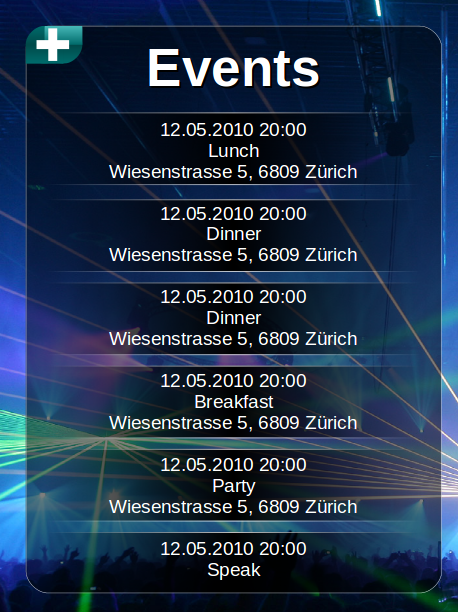 Events
12.05.2010 20:00
Lunch
Wiesenstrasse 5, 6809 Zürich
12.05.2010 20:00
Dinner
Wiesenstrasse 5, 6809 Zürich
12.05.2010 20:00
Dinner
Wiesenstrasse 5, 6809 Zürich
12.05.2010 20:00
Breakfast
Wiesenstrasse 5, 6809 Zürich
12.05.2010 20:00
Party
Wiesenstrasse 5, 6809 Zürich
12.05.2010 20:00
Speak